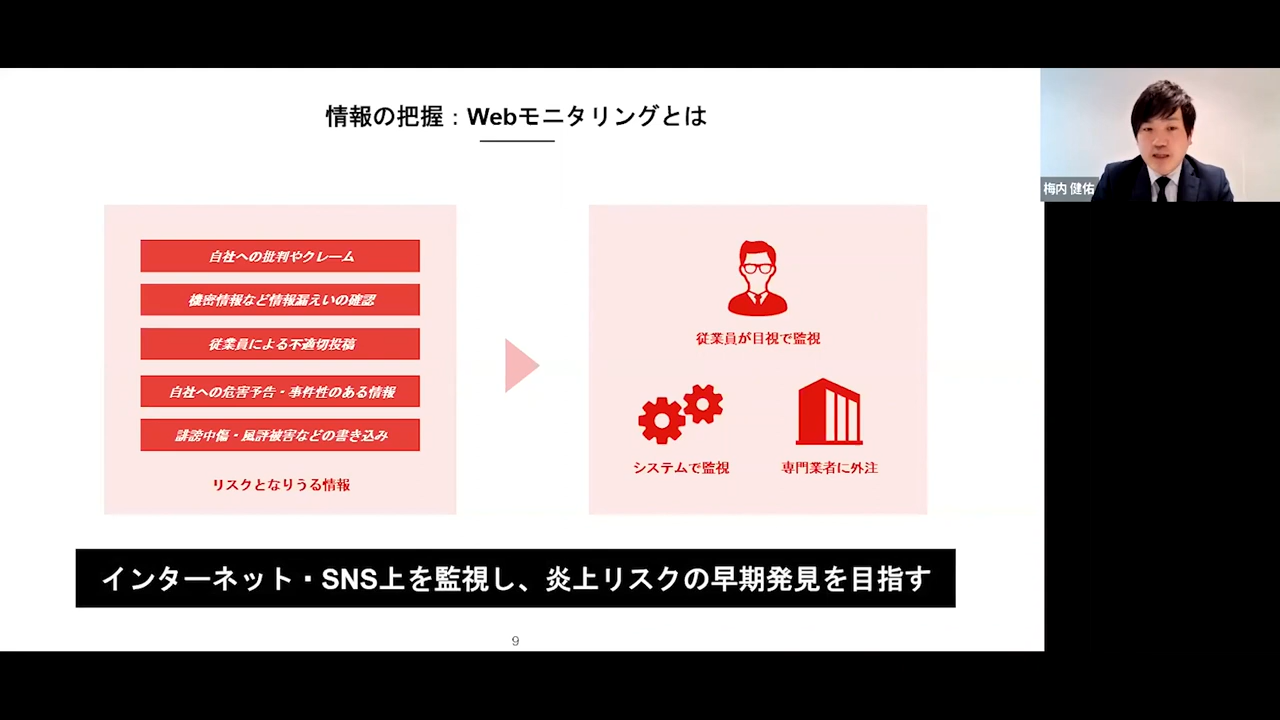 情報の把握：Webモニタリングとは
梅内 健佑
自社への批判やクレーム
機密情報など情報漏えいの確認
従業員による不適切投稿
自社への危害予告・事件性のある情報
誹謗中傷・風評被害などの書き込み
リスクとなりうる情報
従業員が目視で監視
システムで監視
専門業者に外注
インターネット・SNS上を監視し、炎上リスクの早期発見を目指す
9